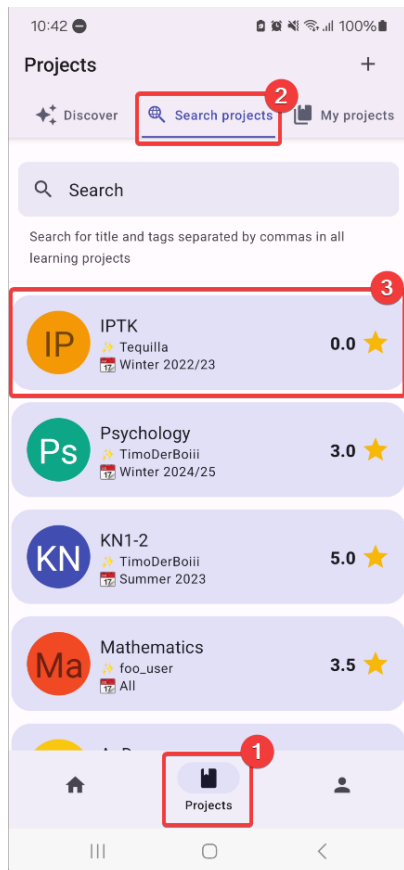 10:42
100%
Projects
+
2
Discover
Search projects
My projects
Search
Search for title and tags separated by commas in all
learning projects
3
IP
IPTK
Tequilla
Winter 2022/23
0.0
Ps
Psychology
TimoDerBoiii
Winter 2024/25
3.0
KN
KN1-2
TimoDerBoiii
Summer 2023
5.0
Ma
Mathematics
foo_user
All
3.5
1
Projects